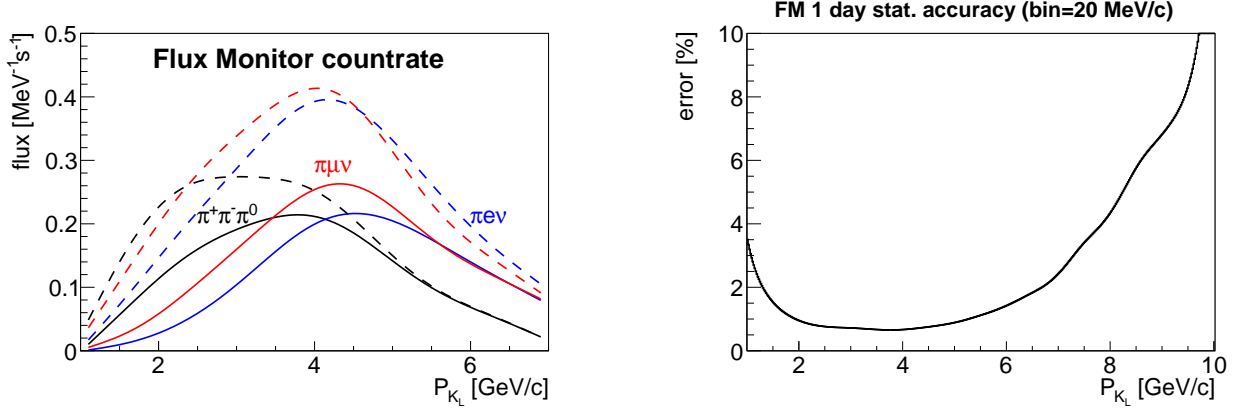 Flux Monitor countrate
flux [MeV⁻¹s⁻¹]
0.5
0.4
0.3
0.2
0.1
0
πμν
π⁺π⁻π⁰
πeν
2
4
6
P_{K_L} [GeV/c]
FM 1 day stat. accuracy (bin=20 MeV/c)
error [%]
10
8
6
4
2
0
2
4
6
8
10
P_{K_L} [GeV/c]